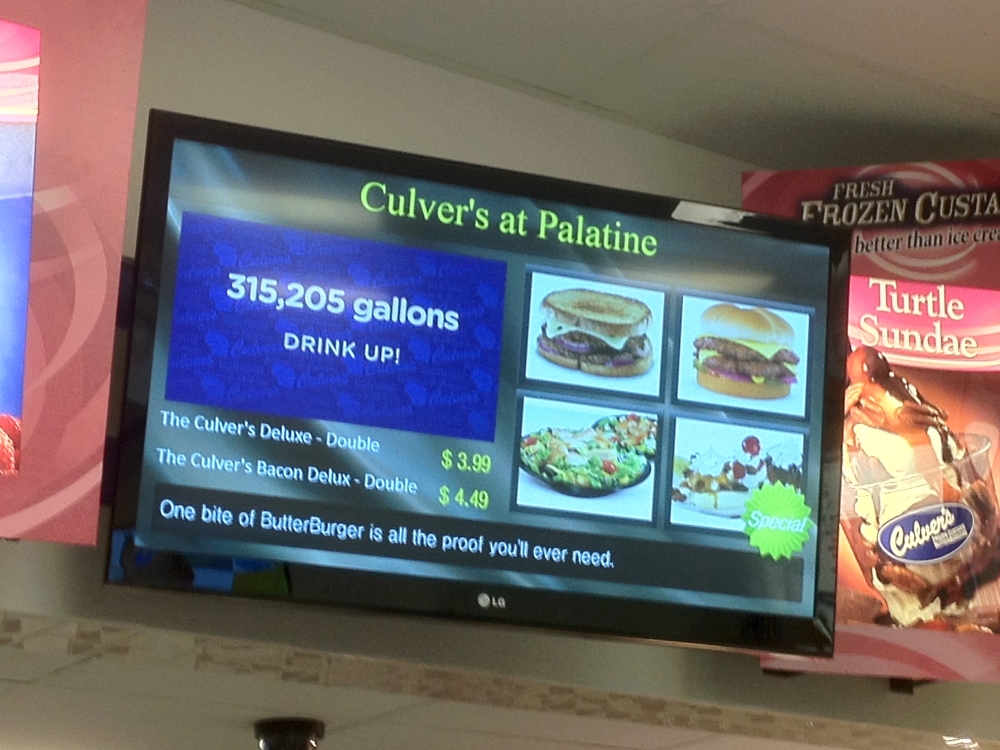 Culver's at Palatine
315,205 gallons
DRINK UP!
The Culver's Deluxe - Double
$ 3.99
The Culver's Bacon Delux - Double
$ 4.49
One bite of ButterBurger is all the proof you'll ever need.
Special
LG
FRESH
FROZEN CUSTA
better than ice cre
Turtle
Sundae
Culver's